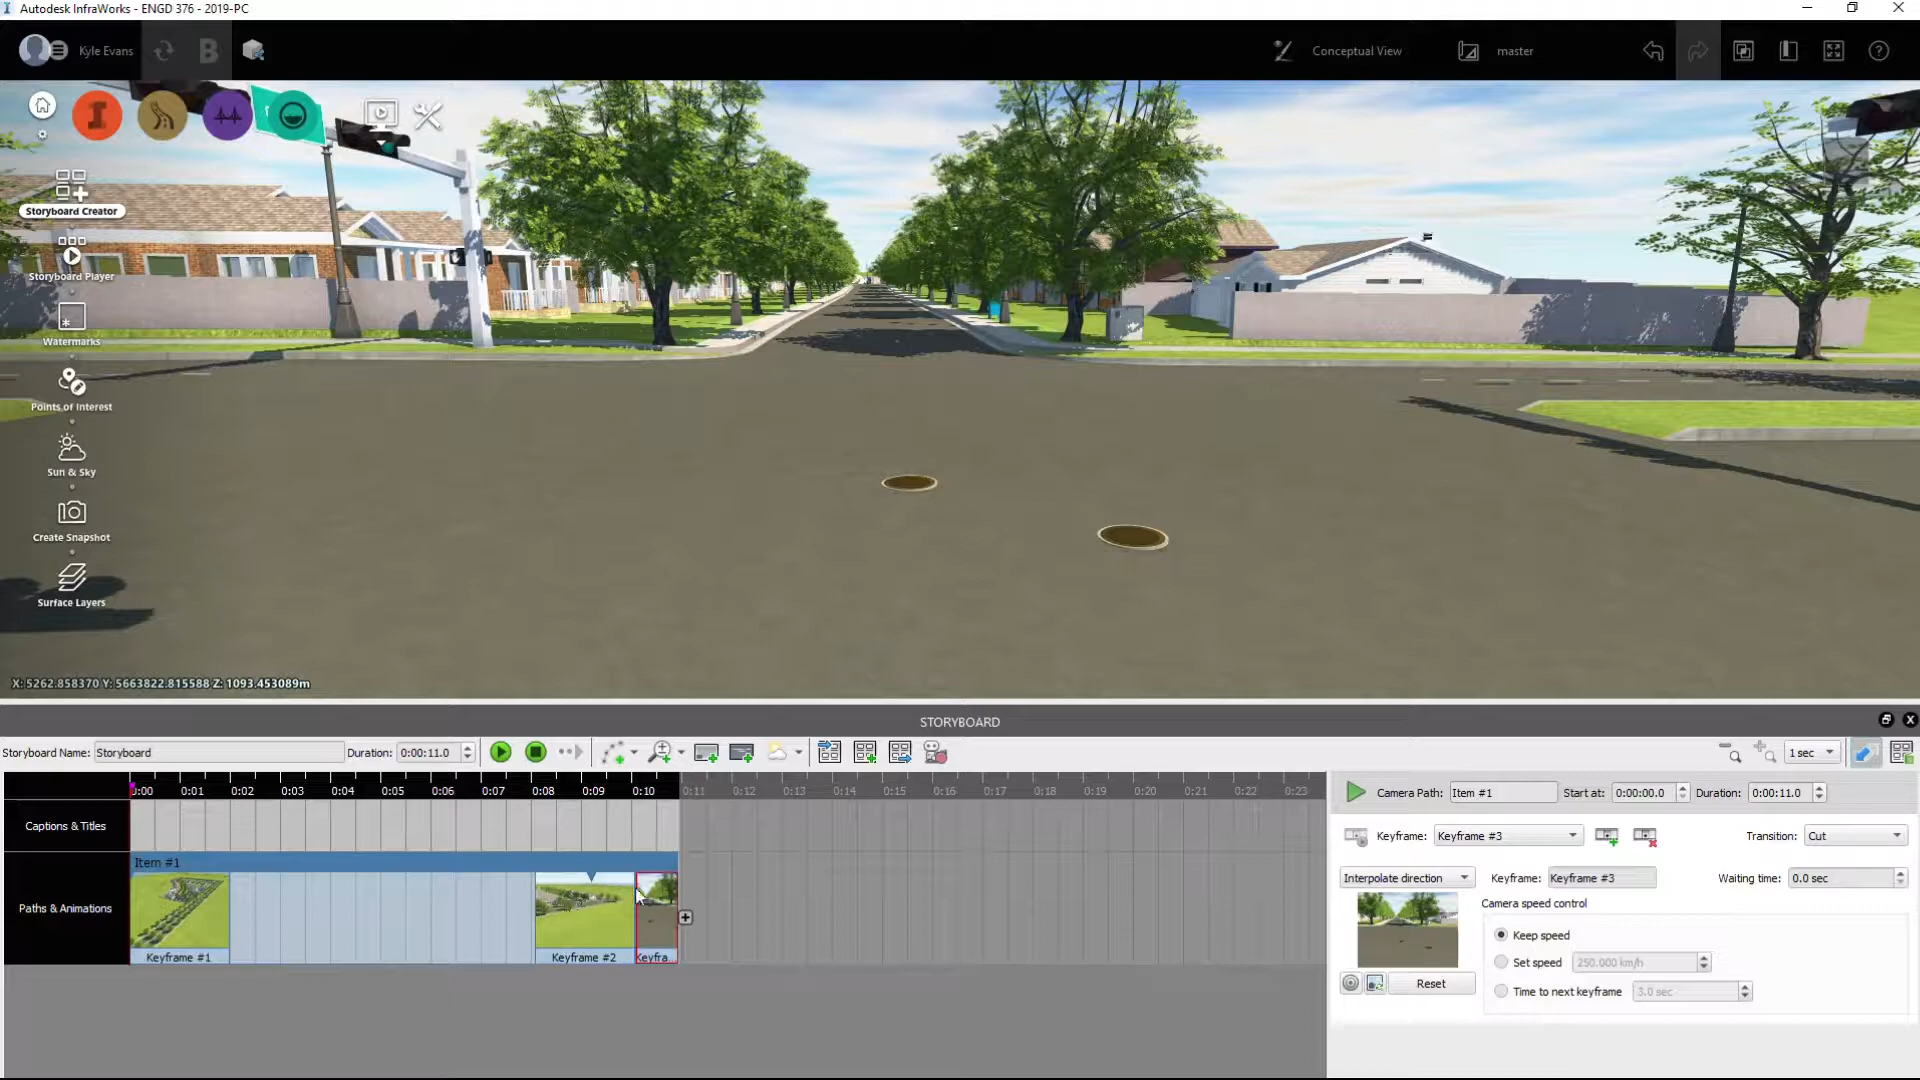 Autodesk InfraWorks - ENGD 376 - 2019-PC
Kyle Evans
B
Conceptual View
master
Storyboard Creator
Storyboard Player
Watermarks
Points of Interest
Sun & Sky
Create Snapshot
Surface Layers
X: 5262.858370 Y: 5663822.815588 Z: 1093.453089m
STORYBOARD
Storyboard Name: Storyboard Duration: 0:00:11.0
1 sec
0:00 0:01 0:02 0:03 0:04 0:05 0:06 0:07 0:08 0:09 0:10 0:11 0:12 0:13 0:14 0:15 0:16 0:17 0:18 0:19 0:20 0:21 0:22 0:23
Captions & Titles
Item #1
Paths & Animations
Keyframe #1
Keyframe #2
Keyfra...
Camera Path: Item #1 Start at: 0:00:00.0 Duration: 0:00:11.0
Keyframe: Keyframe #3 Transition: Cut
Interpolate direction Keyframe: Keyframe #3 Waiting time: 0.0 sec
Camera speed control
Keep speed
Set speed 250.000 km/h
Reset
Time to next keyframe 3.0 sec